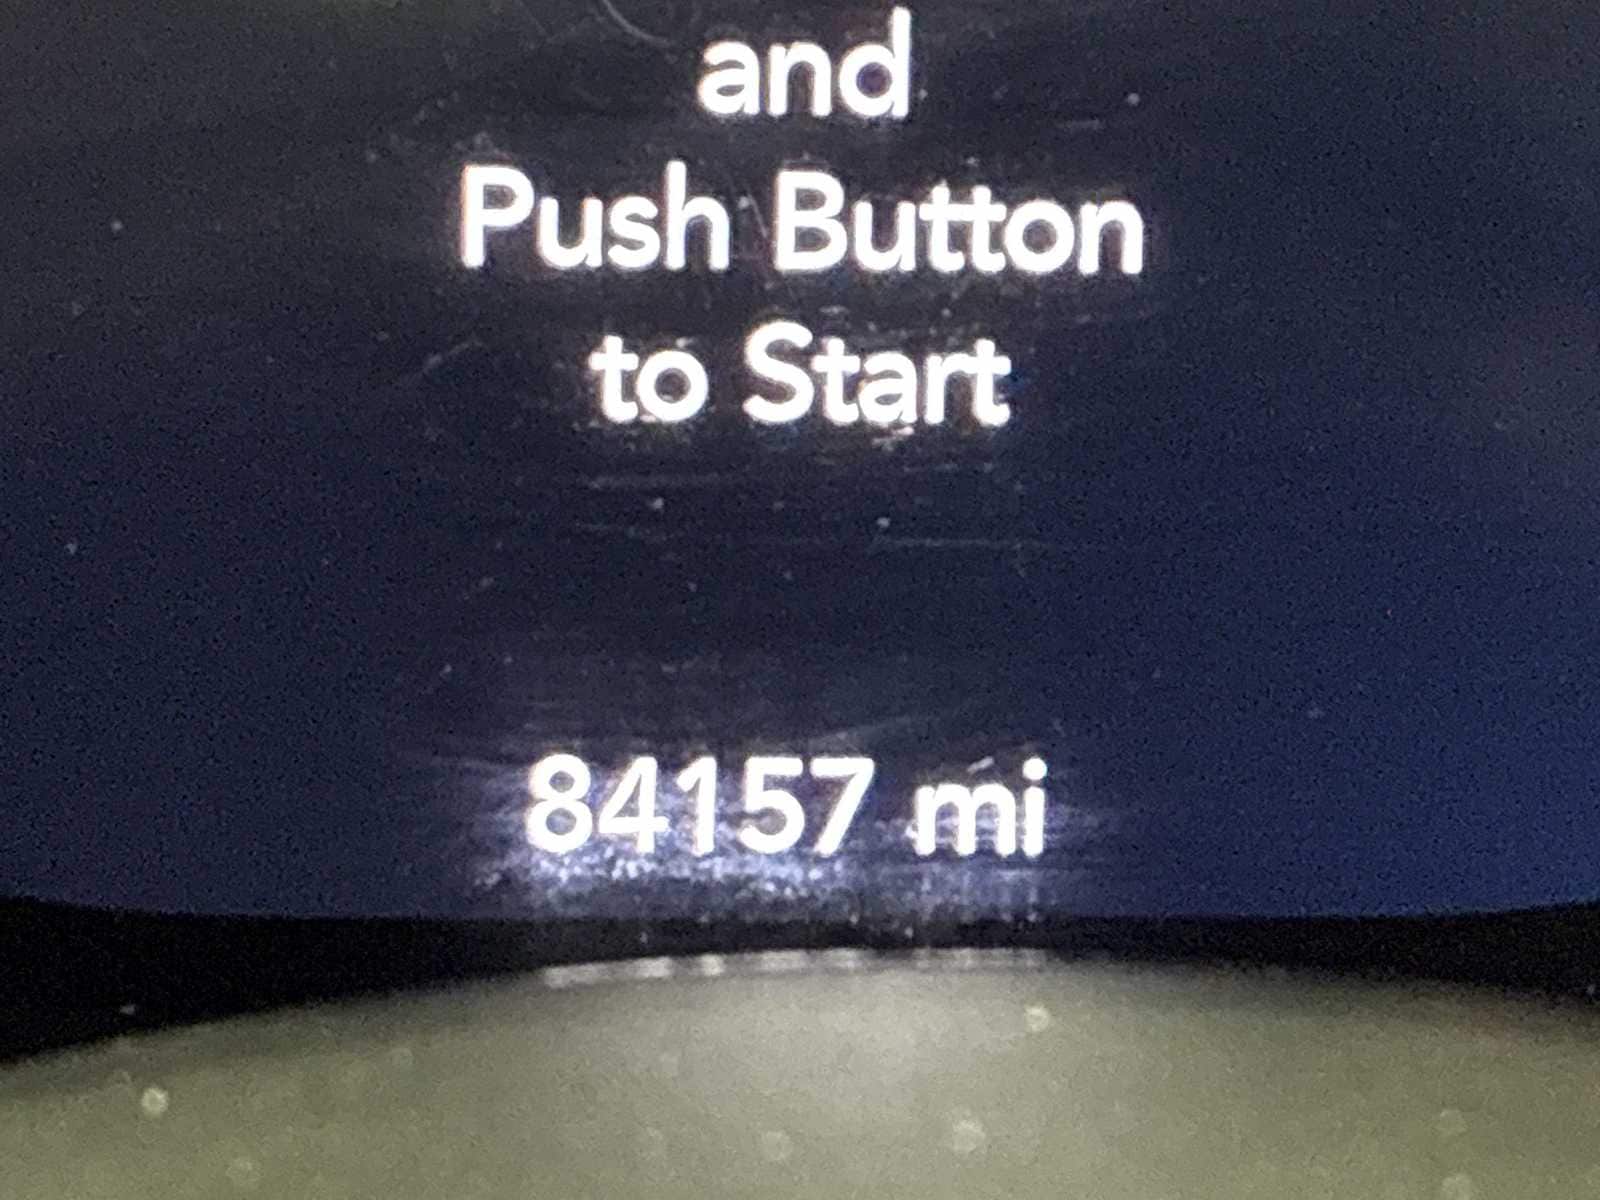 and
Push Button
to Start
84157 mi